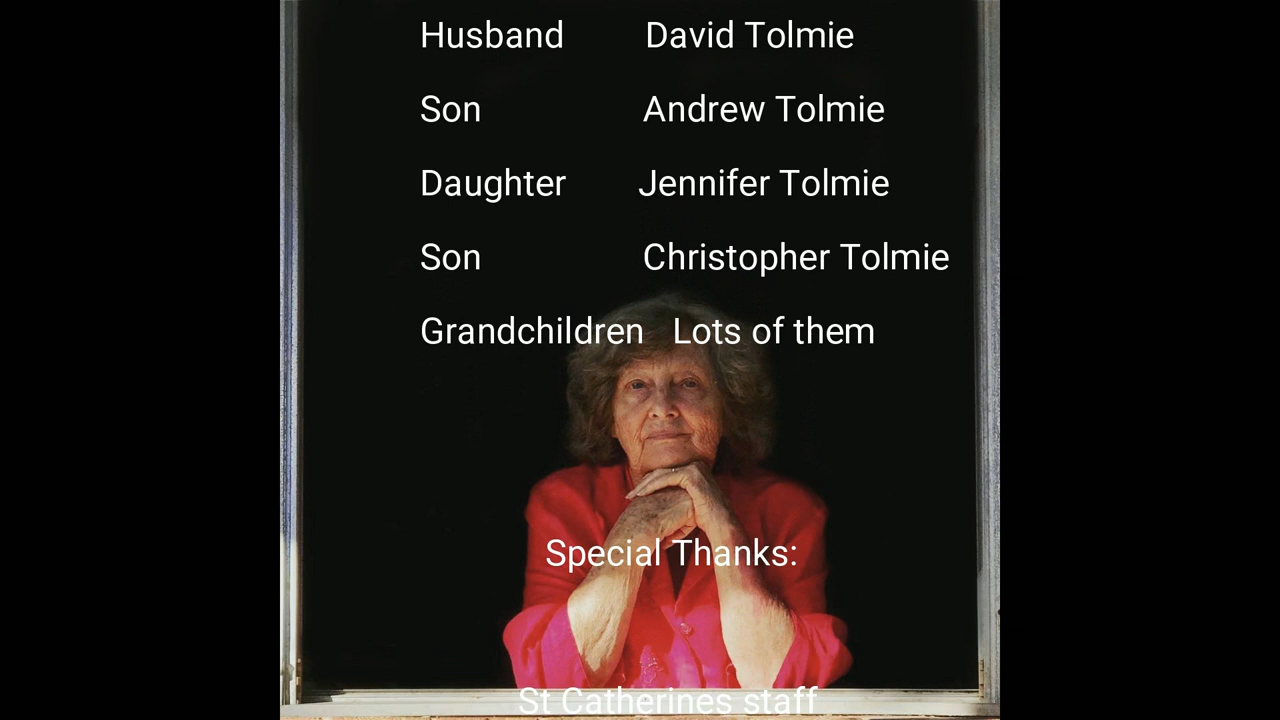 Husband David Tolmie
Son Andrew Tolmie
Daughter Jennifer Tolmie
Son Christopher Tolmie
Grandchildren Lots of them
Special Thanks:
St Catherines staff